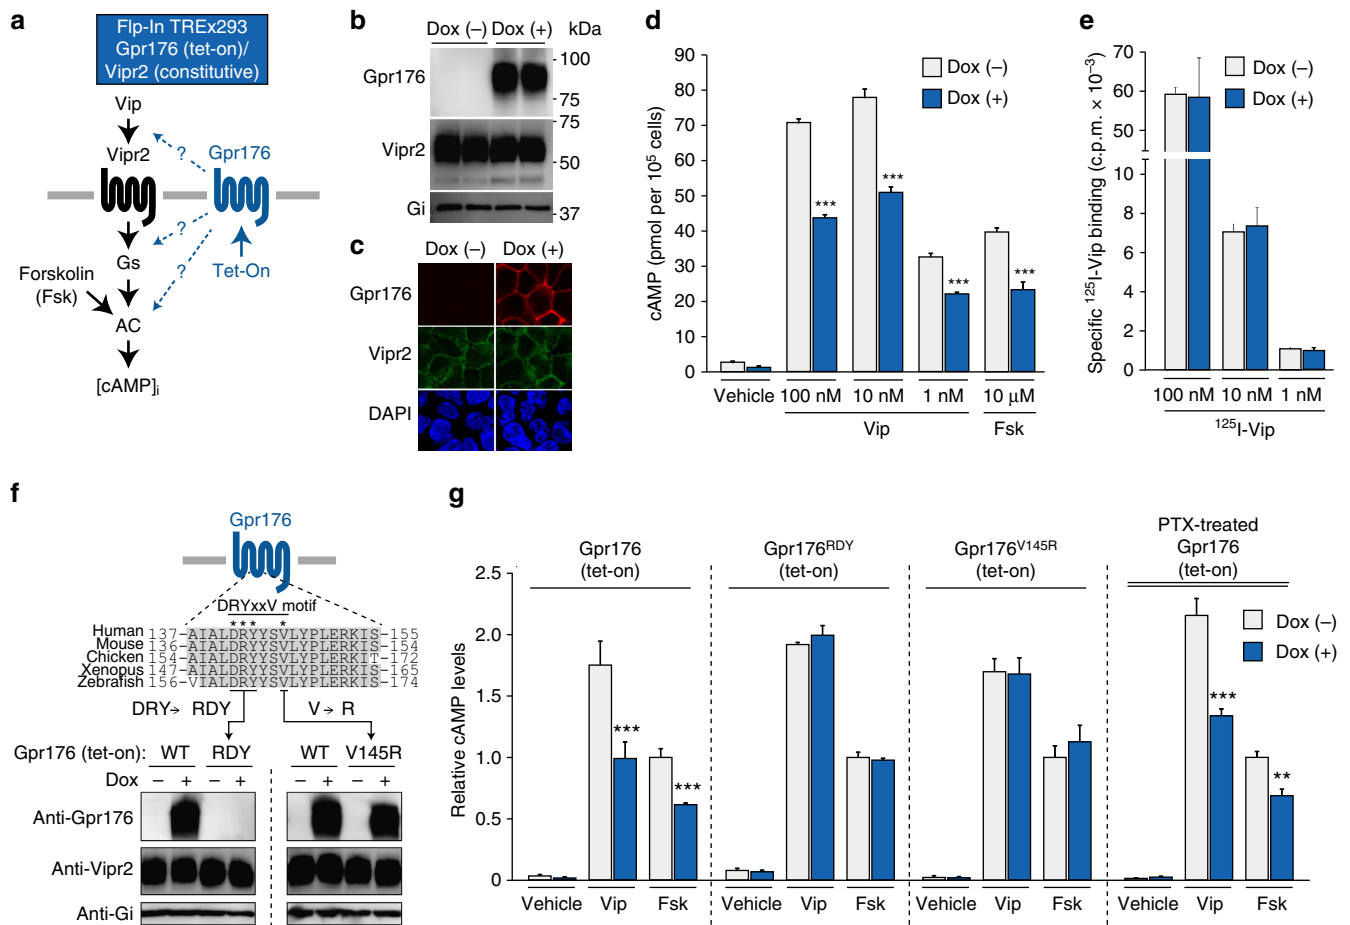 a
Flp-In TREx293
Gpr176 (tet-on)/
Vipr2 (constitutive)
Vip
Vipr2
?
Gpr176
?
Gs
?
Tet-On
Forskolin
(Fsk)
AC
[cAMP]i
b
Dox (–) Dox (+) kDa
Gpr176
100
75
Vipr2
75
50
Gi
37
c
Dox (–) Dox (+)
Gpr176
Vipr2
DAPI
d
cAMP (pmol per 10⁵ cells)
90
80
70
60
50
40
30
20
10
0
Dox (–)
Dox (+)
***
***
***
***
Vehicle 100 nM 10 nM 1 nM 10 μM
Vip Fsk
e
Specific ¹²⁵I-Vip binding (c.p.m. × 10⁻³)
70
60
50
8
6
4
2
0
Dox (–)
Dox (+)
100 nM 10 nM 1 nM
¹²⁵I-Vip
f
Gpr176
DRYxxV motif
*** *
Human 137-AIALDRYYSVLYPLERKIS-155
Mouse 136-AIALDRYYSVLYPLERKIS-154
Chicken 154-AIALDRYYSVLYPLERKIT-172
Xenopus 147-AIALDRYYSVLYPLERKIS-165
Zebrafish 156-VIALDRYYSVLYPLERKIS-174
DRY→ RDY V→ R
Gpr176 (tet-on): WT RDY WT V145R
Dox – + – + – + – +
Anti-Gpr176
Anti-Vipr2
Anti-Gi
g
Relative cAMP levels
2.5
2.0
1.5
1.0
0.5
0
Gpr176
(tet-on)
Gpr176ᴿᴰʸ
(tet-on)
Gpr176ⱽ¹⁴⁵ᴿ
(tet-on)
PTX-treated
Gpr176
(tet-on)
Dox (–)
Dox (+)
***
***
***
**
Vehicle Vip Fsk Vehicle Vip Fsk Vehicle Vip Fsk Vehicle Vip Fsk